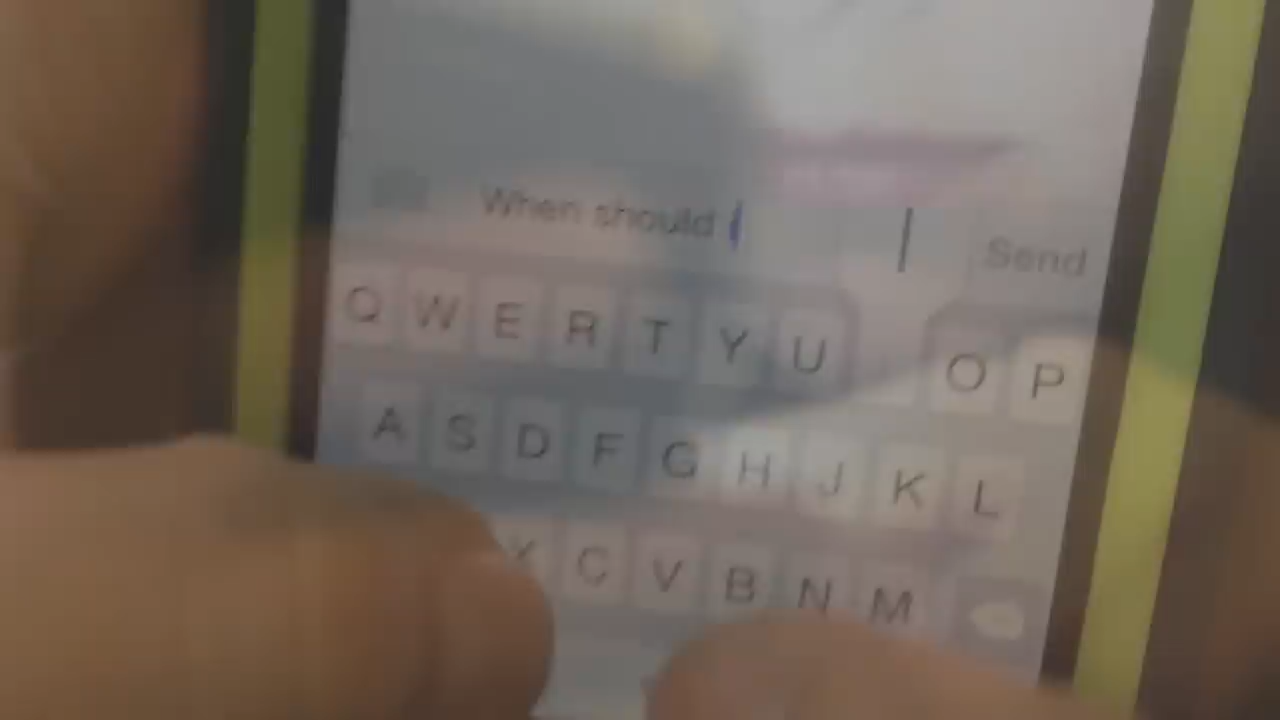 When should
Send
Q W E R T Y U O P
A S D F G H J K L
X C V B N M